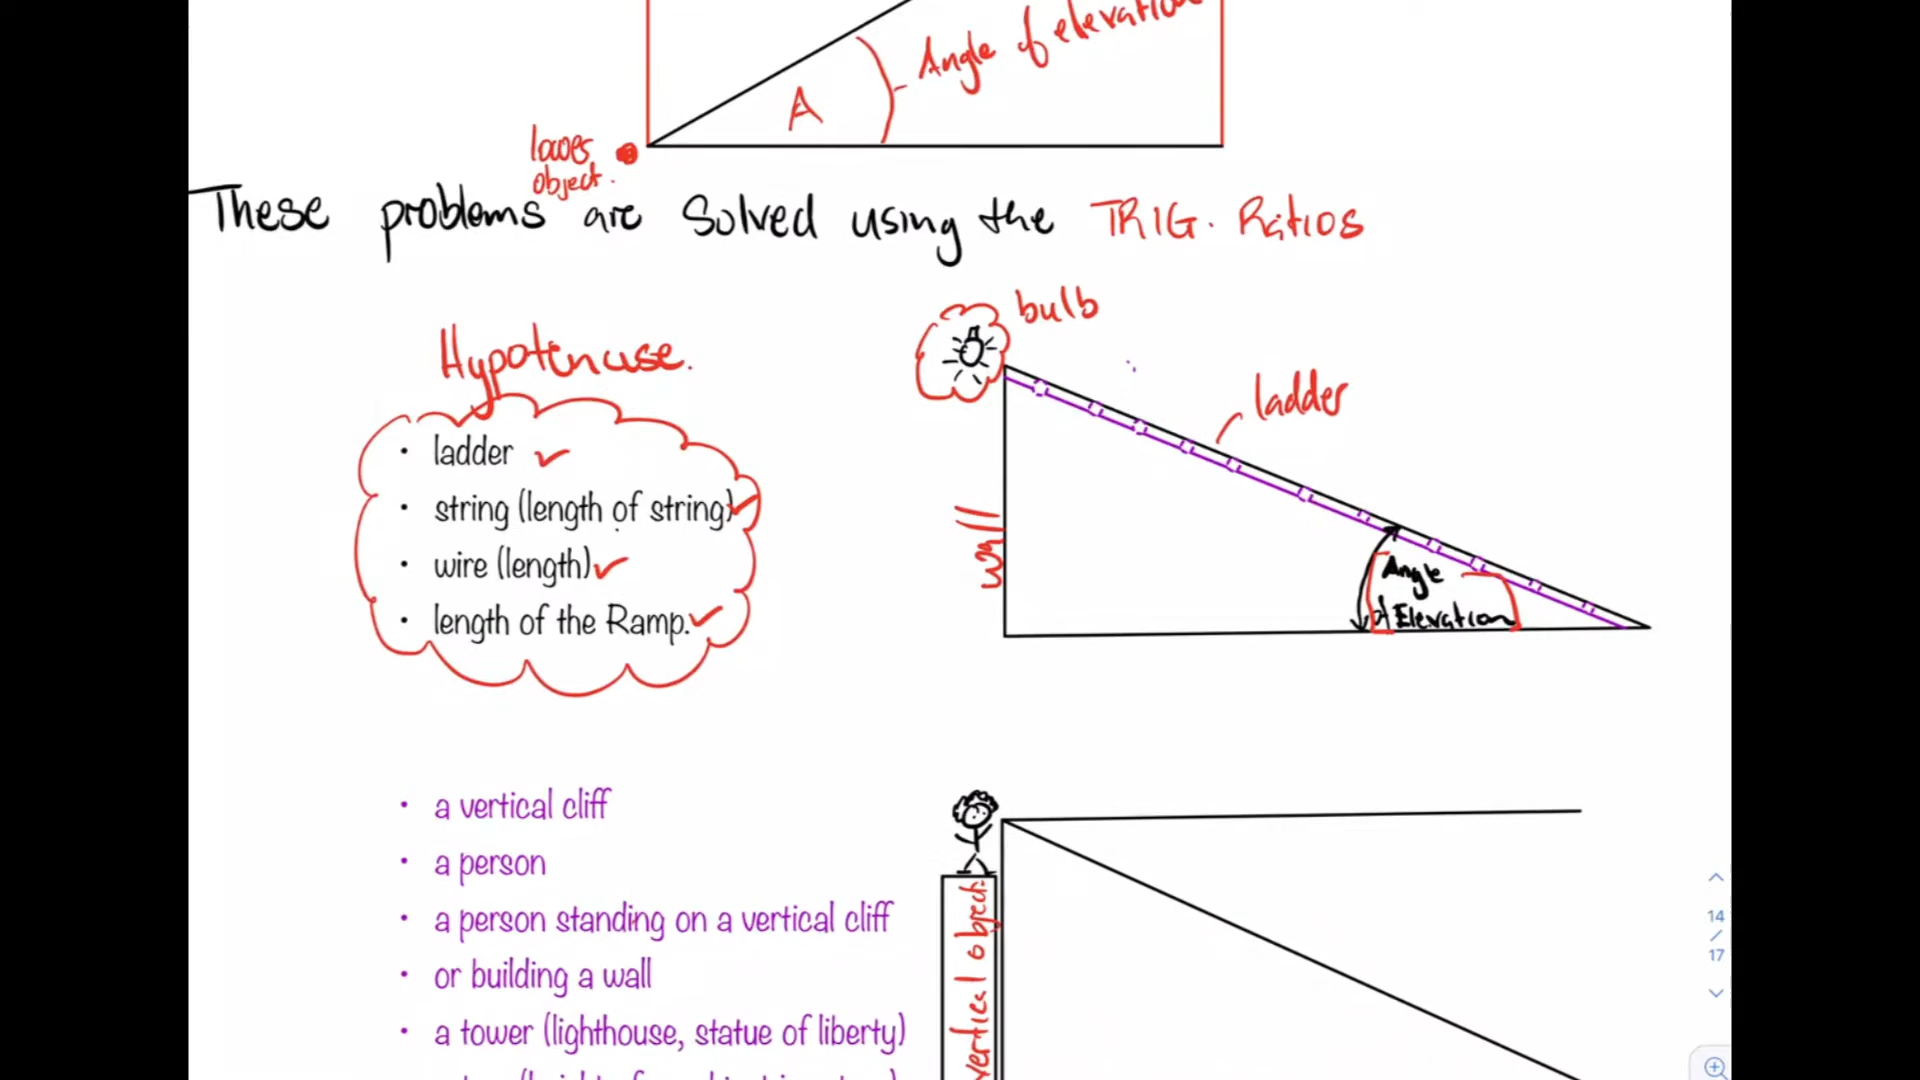 Angle of elevation
A
lower
object.
These problems are Solved using the TRIG. Ratios
bulb
Hypotenuse.
ladder
• ladder
• string (length of string)
• wire (length)
• length of the Ramp.
wall
Angle
of Elevation
• a vertical cliff
• a person
• a person standing on a vertical cliff
• or building a wall
• a tower (lighthouse, statue of liberty)
vertical object
14
/
17